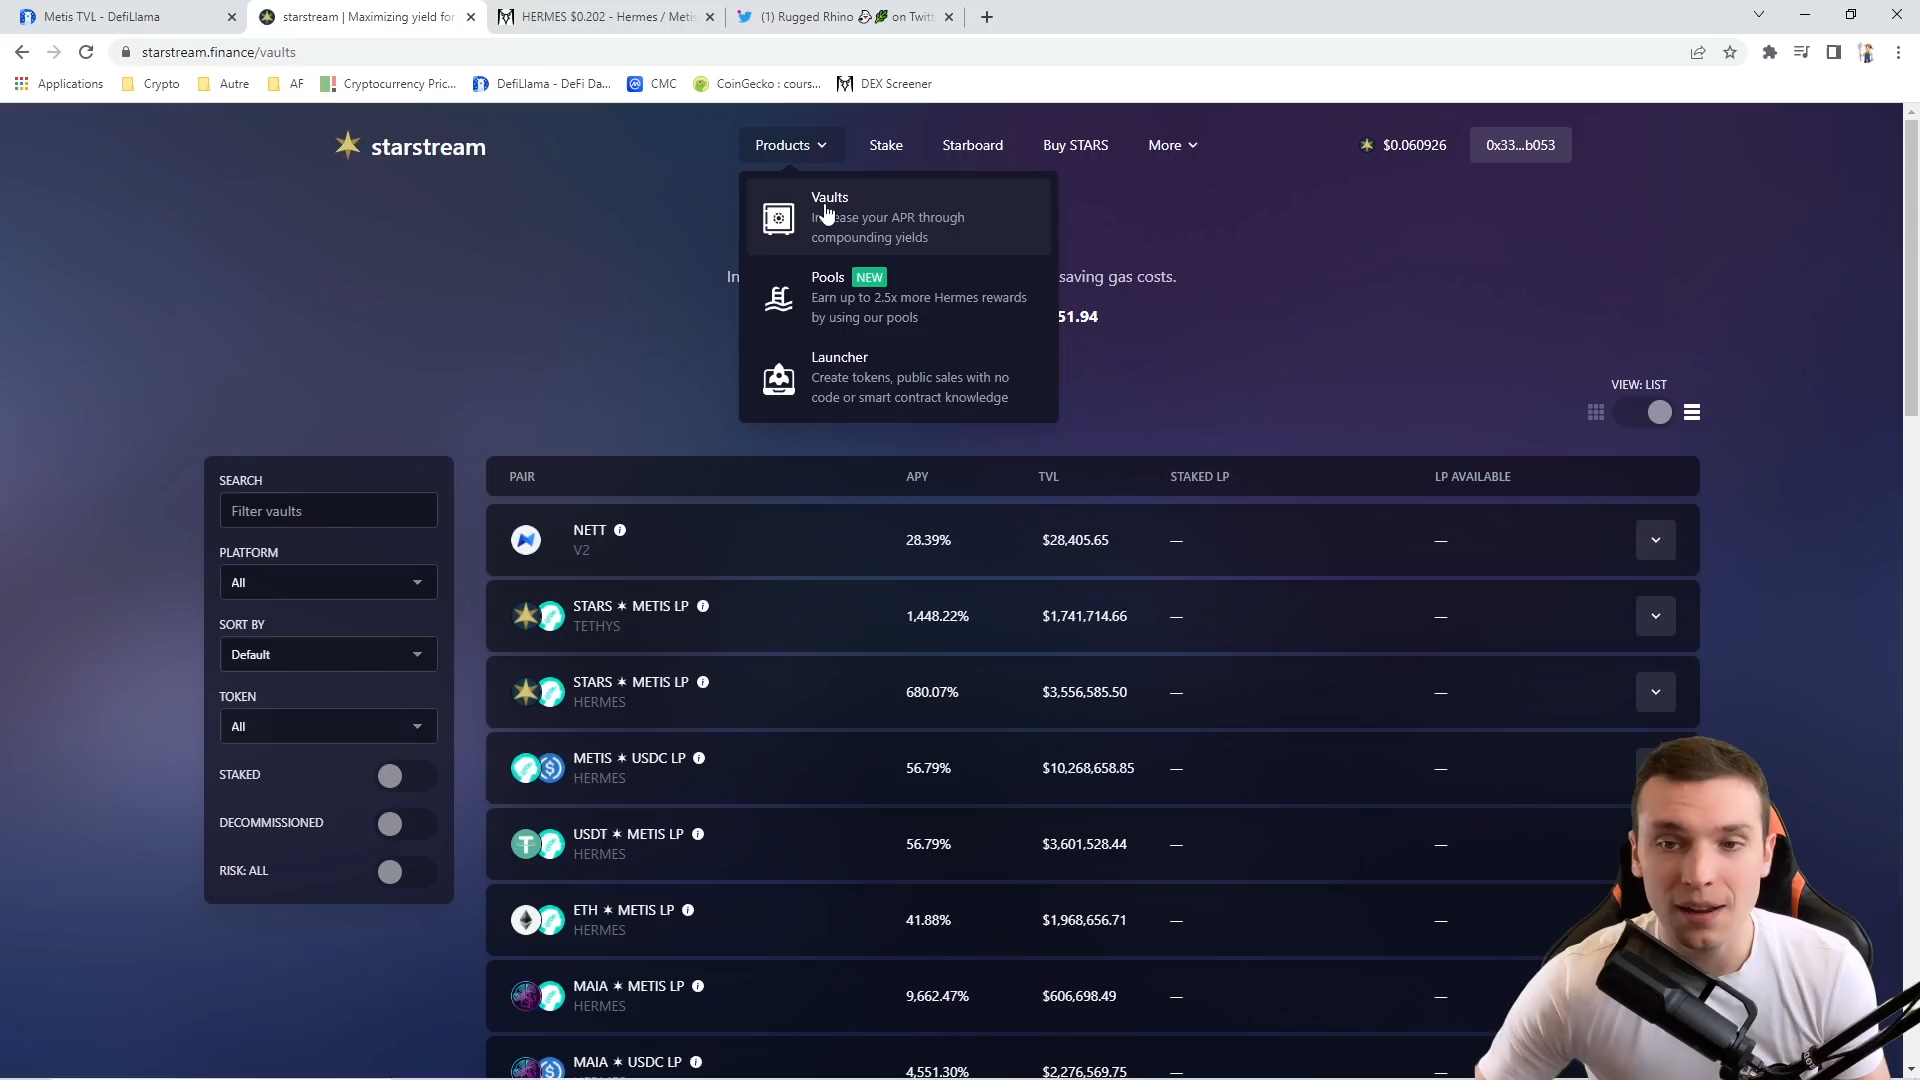 Metis TVL - DefiLlama
starstream | Maximizing yield for
HERMES $0.202 - Hermes / Metis
(1) Rugged Rhino on Twitt
starstream.finance/vaults
Applications
Crypto
Autre
AF
Cryptocurrency Pric...
DefiLlama - DeFi Da...
CMC
CoinGecko : cours...
DEX Screener
starstream
Products
Stake
Starboard
Buy STARS
More
$0.060926
0x33...b053
Vaults
your APR through
compounding yields
Pools NEW
Earn up to 2.5x more Hermes rewards
by using our pools
Launcher
Create tokens, public sales with no
code or smart contract knowledge
saving gas costs.
51.94
VIEW: LIST
SEARCH
Filter vaults
PLATFORM
All
SORT BY
Default
TOKEN
All
STAKED
DECOMMISSIONED
RISK: ALL
PAIR APY TVL STAKED LP LP AVAILABLE
NETT
V2
28.39% $28,405.65 — —
STARS ✶ METIS LP
TETHYS
1,448.22% $1,741,714.66 — —
STARS ✶ METIS LP
HERMES
680.07% $3,556,585.50 — —
METIS ✶ USDC LP
HERMES
56.79% $10,268,658.85 — —
USDT ✶ METIS LP
HERMES
56.79% $3,601,528.44 — —
ETH ✶ METIS LP
HERMES
41.88% $1,968,656.71 — —
MAIA ✶ METIS LP
HERMES
9,662.47% $606,698.49 — —
MAIA ✶ USDC LP
4,551.30% $2,276,569.75 — —